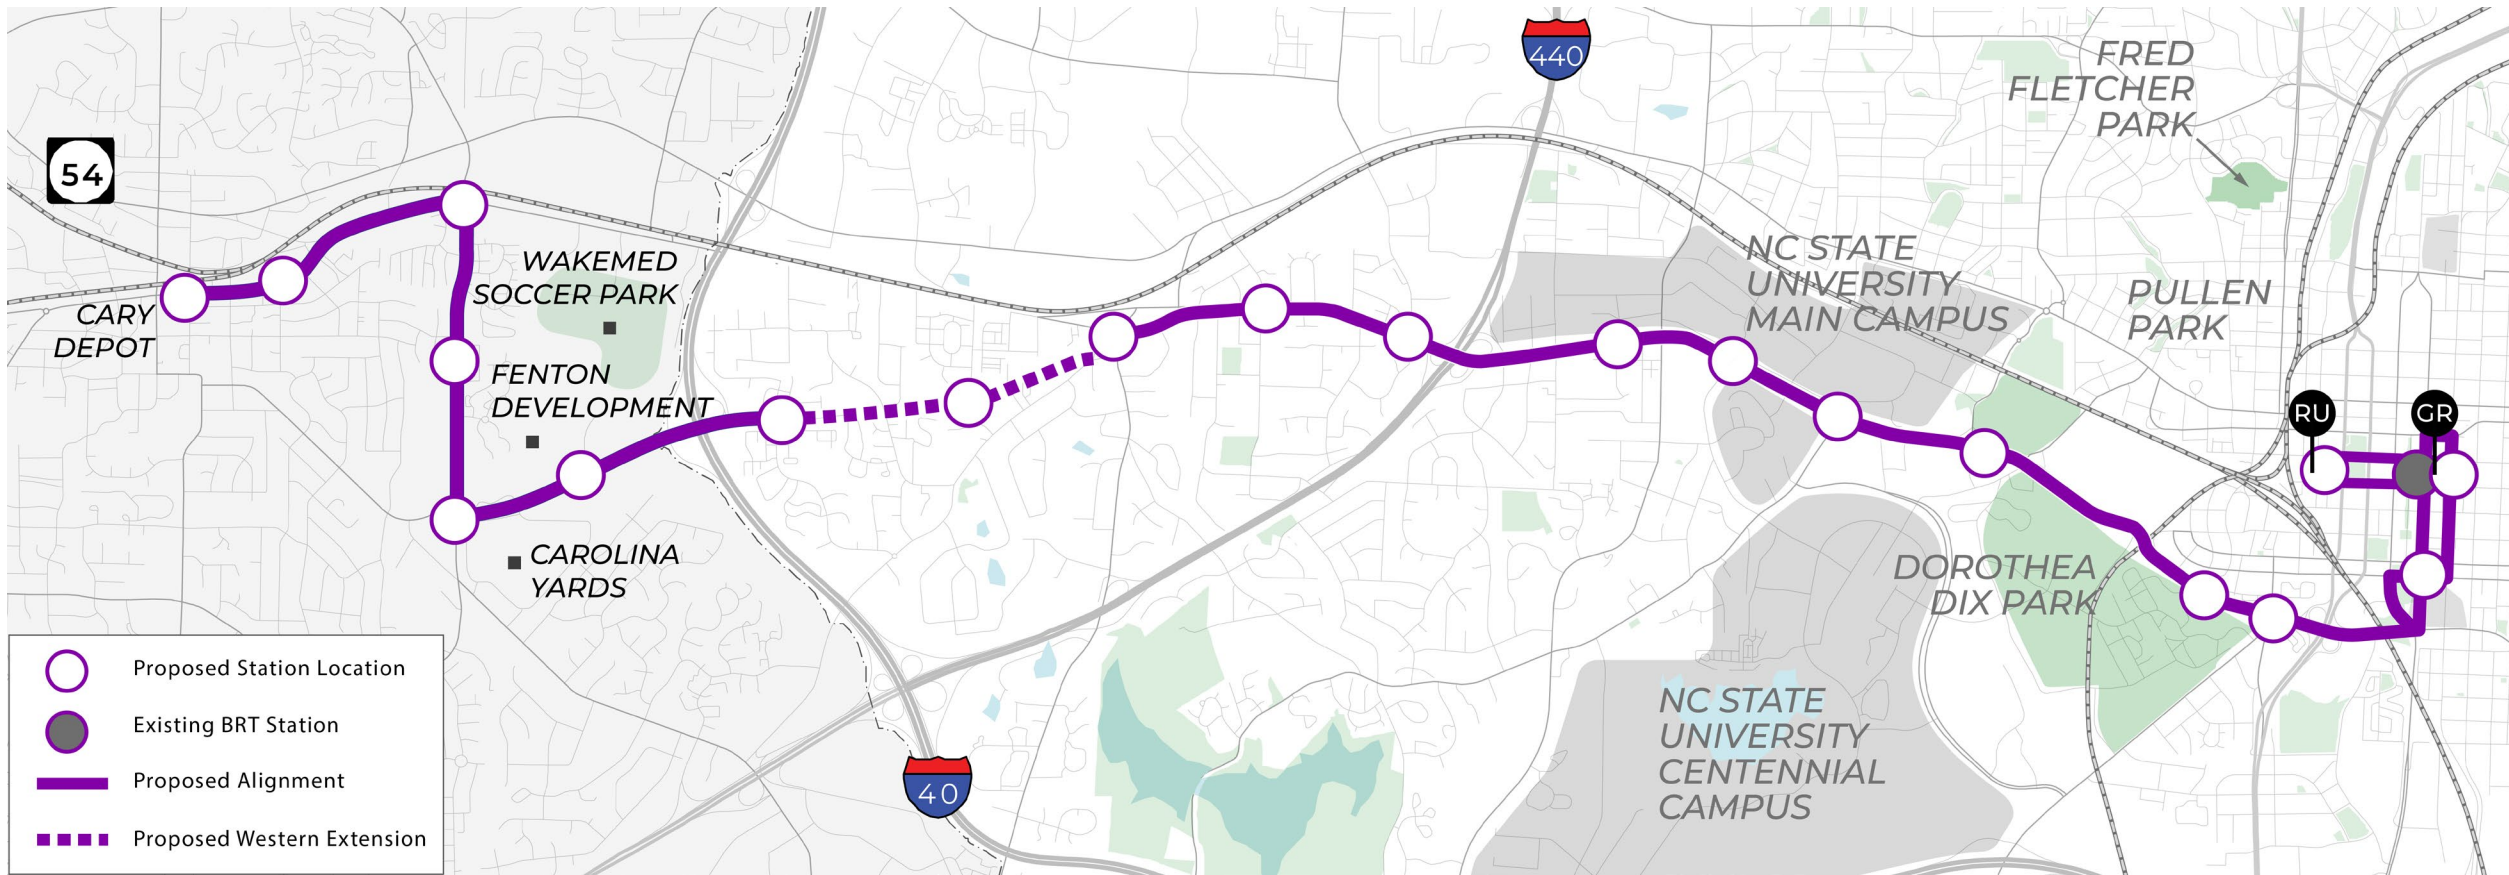 440
FRED
FLETCHER
PARK
54
WAKEMED
SOCCER PARK
NC STATE
UNIVERSITY
MAIN CAMPUS
PULLEN
PARK
CARY
DEPOT
FENTON
DEVELOPMENT
RU
GR
CAROLINA
YARDS
DOROTHEA
DIX PARK
NC STATE
UNIVERSITY
CENTENNIAL
CAMPUS
40
Proposed Station Location
Existing BRT Station
Proposed Alignment
Proposed Western Extension